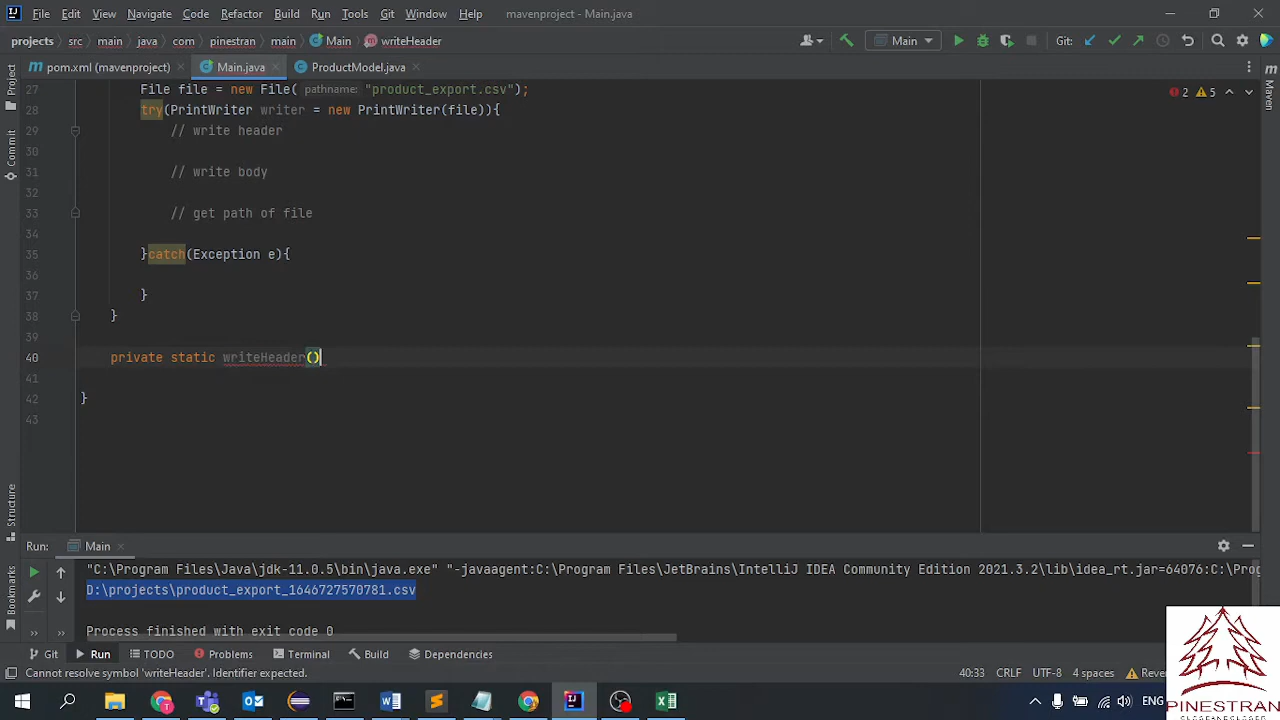 File Edit View Navigate Code Refactor Build Run Tools Git Window Help mavenproject - Main.java
projects src main java com pinestran main Main writeHeader Main Git:
pom.xml (mavenproject) Main.java ProductModel.java
Project
Commit
Structure
Bookmarks
Maven
2 5
27 File file = new File( pathname: "product_export.csv");
28 try(PrintWriter writer = new PrintWriter(file)){
29 // write header
30
31 // write body
32
33 // get path of file
34
35 }catch(Exception e){
36
37 }
38 }
39
40 private static writeHeader()
41
42 }
43
Run: Main
"C:\Program Files\Java\jdk-11.0.5\bin\java.exe" "-javaagent:C:\Program Files\JetBrains\IntelliJ IDEA Community Edition 2021.3.2\lib\idea_rt.jar=64076:C:\Prog
D:\projects\product_export_1646727570781.csv
Process finished with exit code 0
Git Run TODO Problems Terminal Build Dependencies
Cannot resolve symbol 'writeHeader'. Identifier expected. 40:33 CRLF UTF-8 4 spaces Reve
ENG
PINESTRAN